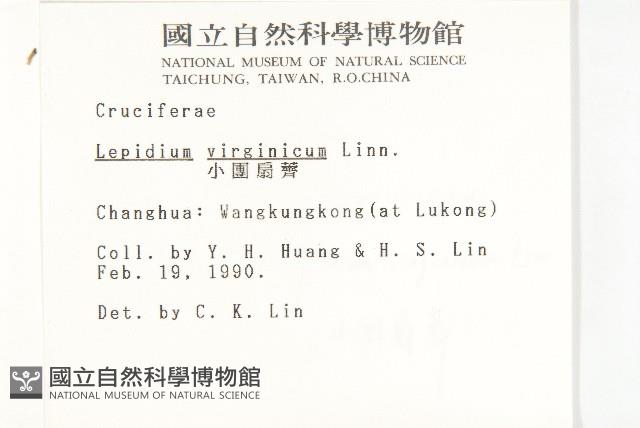 國立自然科學博物館
NATIONAL MUSEUM OF NATURAL SCIENCE
TAICHUNG, TAIWAN, R.O.CHINA
Cruciferae
Lepidium virginicum Linn.
小團扇薺
Changhua: Wangkungkong(at Lukong)
Coll. by Y. H. Huang & H. S. Lin
Feb. 19, 1990.
Det. by C. K. Lin
國立自然科學博物館
NATIONAL MUSEUM OF NATURAL SCIENCE